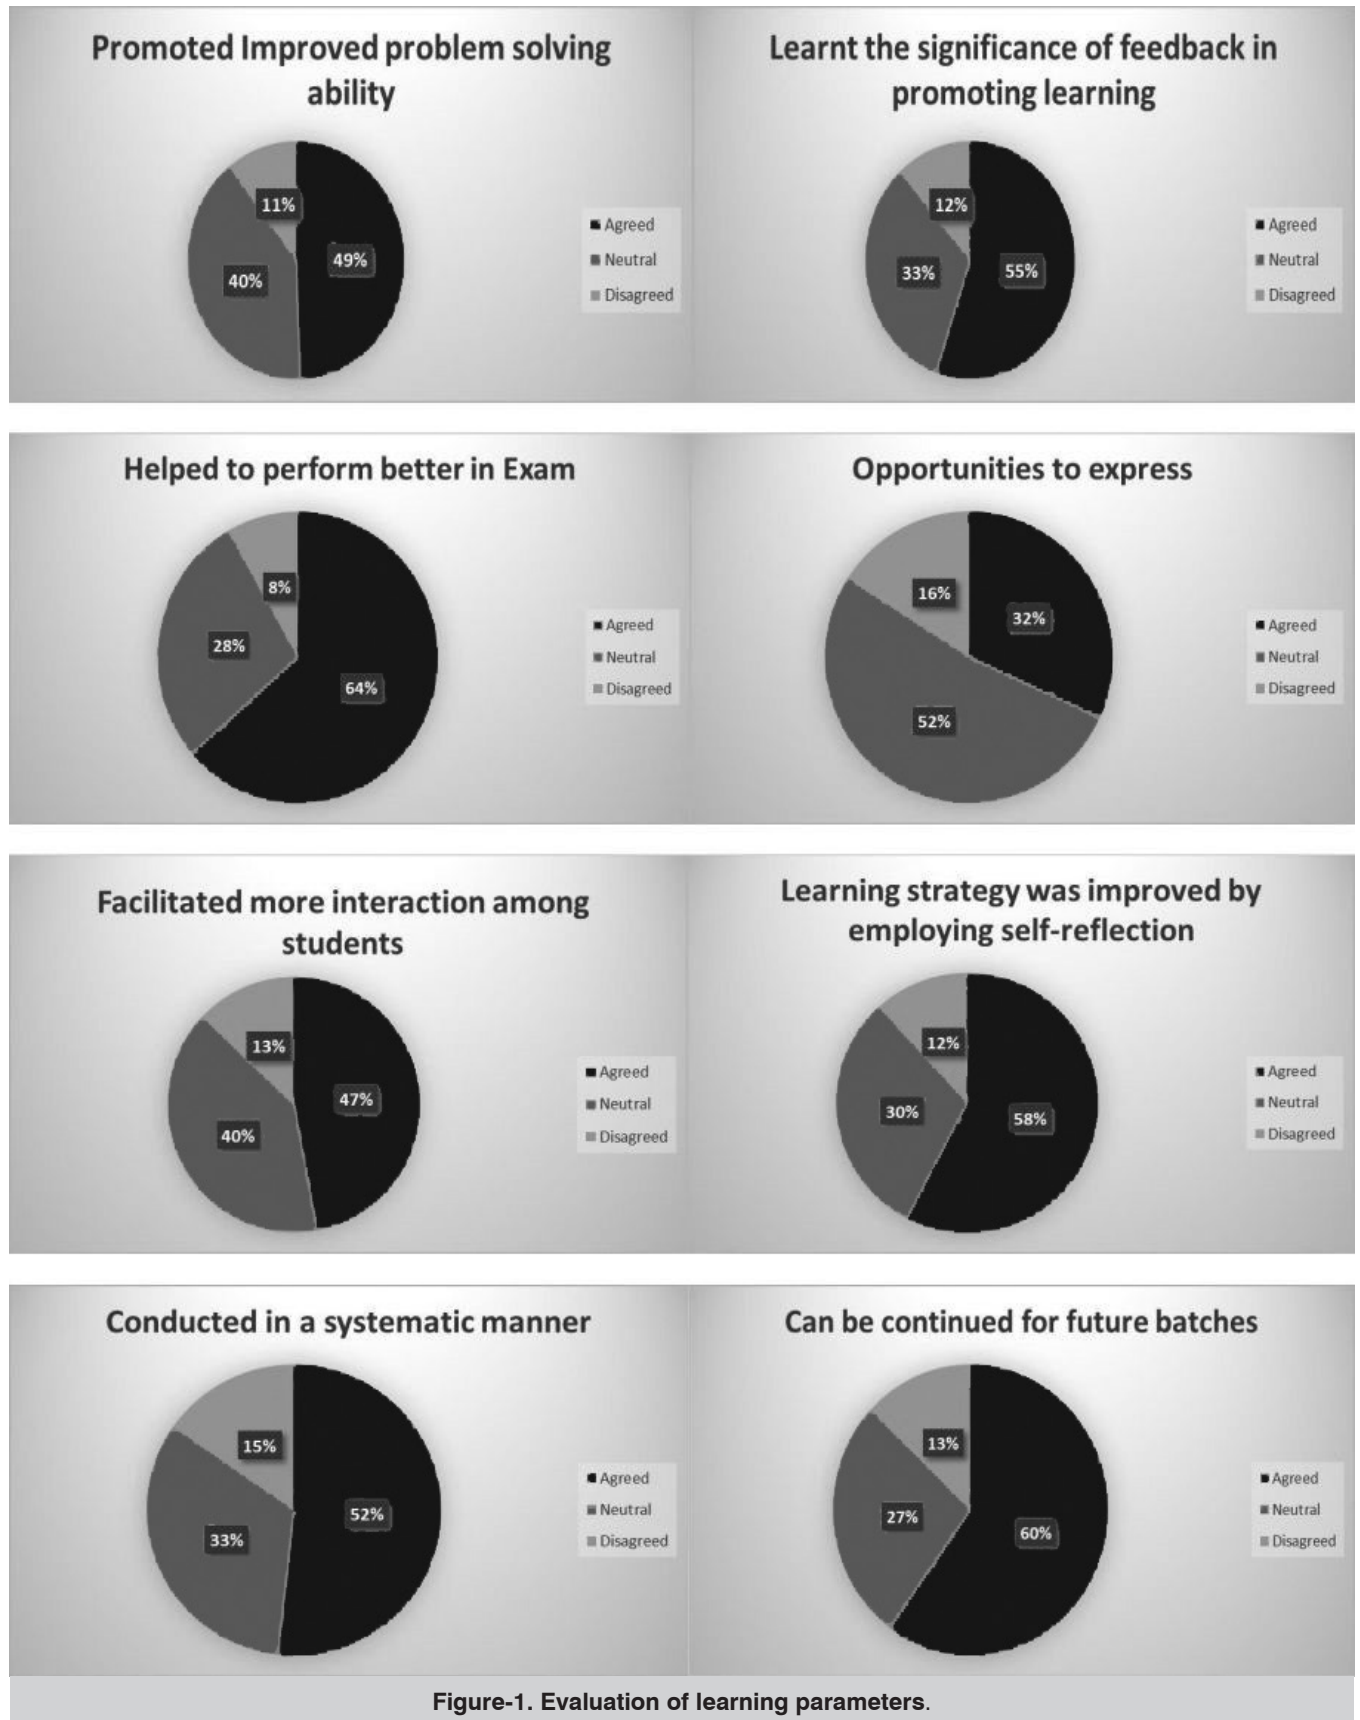 Promoted Improved problem solving
ability
11%
49%
40%
Agreed
Neutral
Disagreed
Learnt the significance of feedback in
promoting learning
12%
33%
55%
Agreed
Neutral
Disagreed
Helped to perform better in Exam
8%
28%
64%
Agreed
Neutral
Disagreed
Opportunities to express
16%
32%
52%
Agreed
Neutral
Disagreed
Facilitated more interaction among
students
13%
47%
40%
Agreed
Neutral
Disagreed
Learning strategy was improved by
employing self-reflection
12%
30%
58%
Agreed
Neutral
Disagreed
Conducted in a systematic manner
15%
52%
33%
Agreed
Neutral
Disagreed
Can be continued for future batches
13%
27%
60%
Agreed
Neutral
Disagreed
Figure-1. Evaluation of learning parameters.